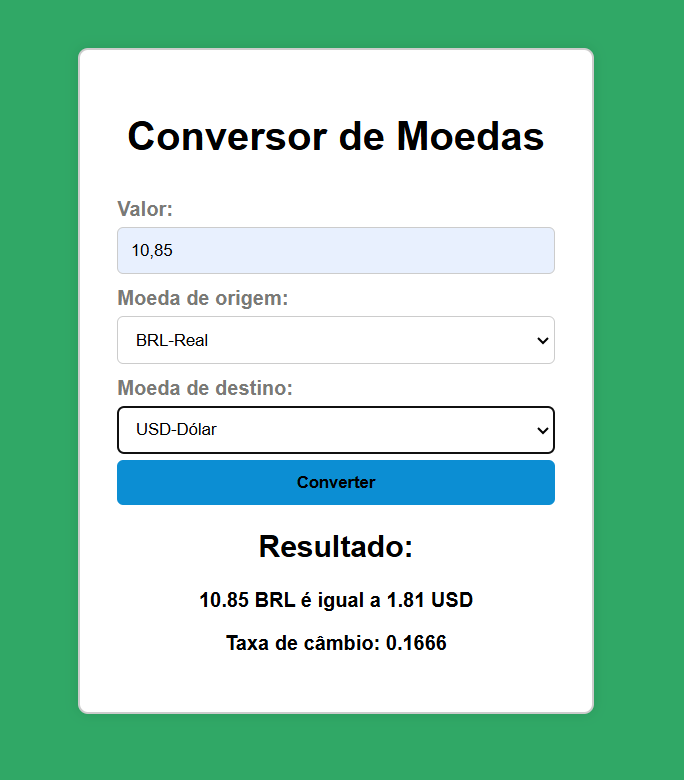 Conversor de Moedas
Valor:
10,85
Moeda de origem:
BRL-Real
Moeda de destino:
USD-Dólar
Converter
Resultado:
10.85 BRL é igual a 1.81 USD
Taxa de câmbio: 0.1666